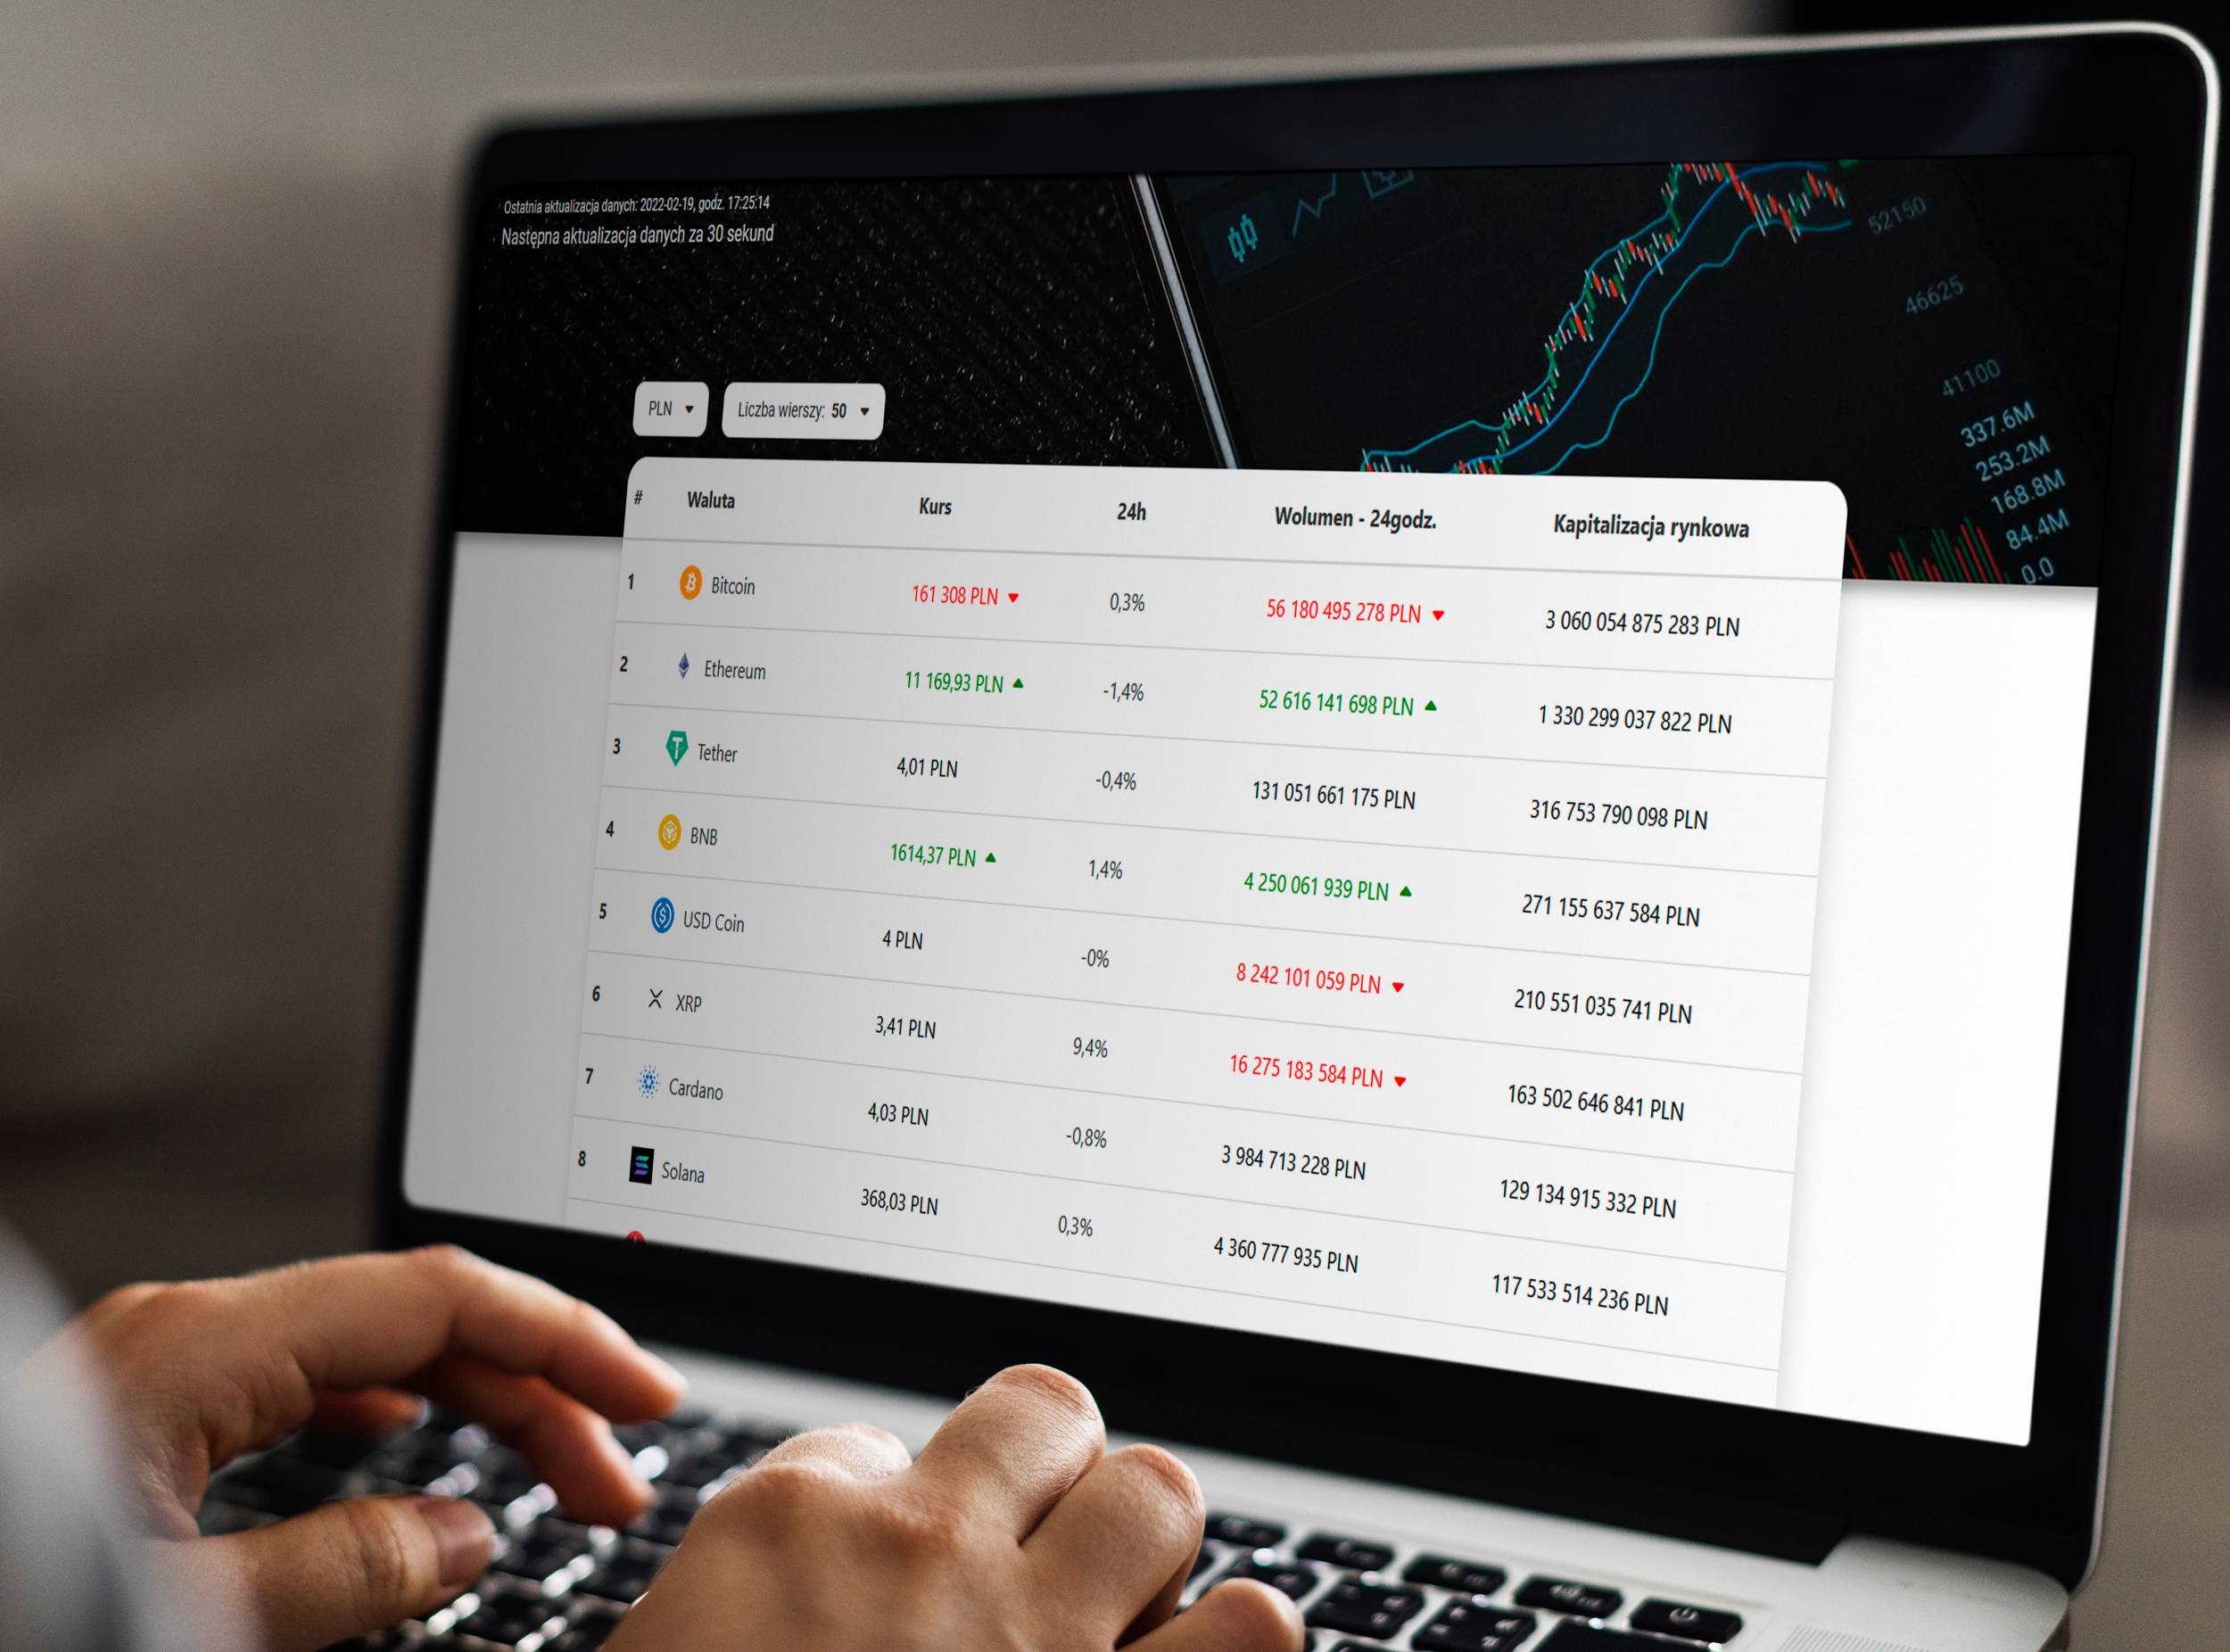 Ostatnia aktualizacja danych: 2022-02-19, godz. 17:25:14
Następna aktualizacja danych za 30 sekund
52150
46625
41100
337.6M
253.2M
168.8M
84.4M
0.0
PLN
Liczba wierszy: 50
# Waluta Kurs 24h Wolumen - 24godz. Kapitalizacja rynkowa
1 Bitcoin 161 308 PLN 0,3% 56 180 495 278 PLN 3 060 054 875 283 PLN
2 Ethereum 11 169,93 PLN -1,4% 52 616 141 698 PLN 1 330 299 037 822 PLN
3 Tether 4,01 PLN -0,4% 131 051 661 175 PLN 316 753 790 098 PLN
4 BNB 1614,37 PLN 1,4% 4 250 061 939 PLN 271 155 637 584 PLN
5 USD Coin 4 PLN -0% 8 242 101 059 PLN 210 551 035 741 PLN
6 XRP 3,41 PLN 9,4% 16 275 183 584 PLN 163 502 646 841 PLN
7 Cardano 4,03 PLN -0,8% 3 984 713 228 PLN 129 134 915 332 PLN
8 Solana 368,03 PLN 0,3% 4 360 777 935 PLN 117 533 514 236 PLN